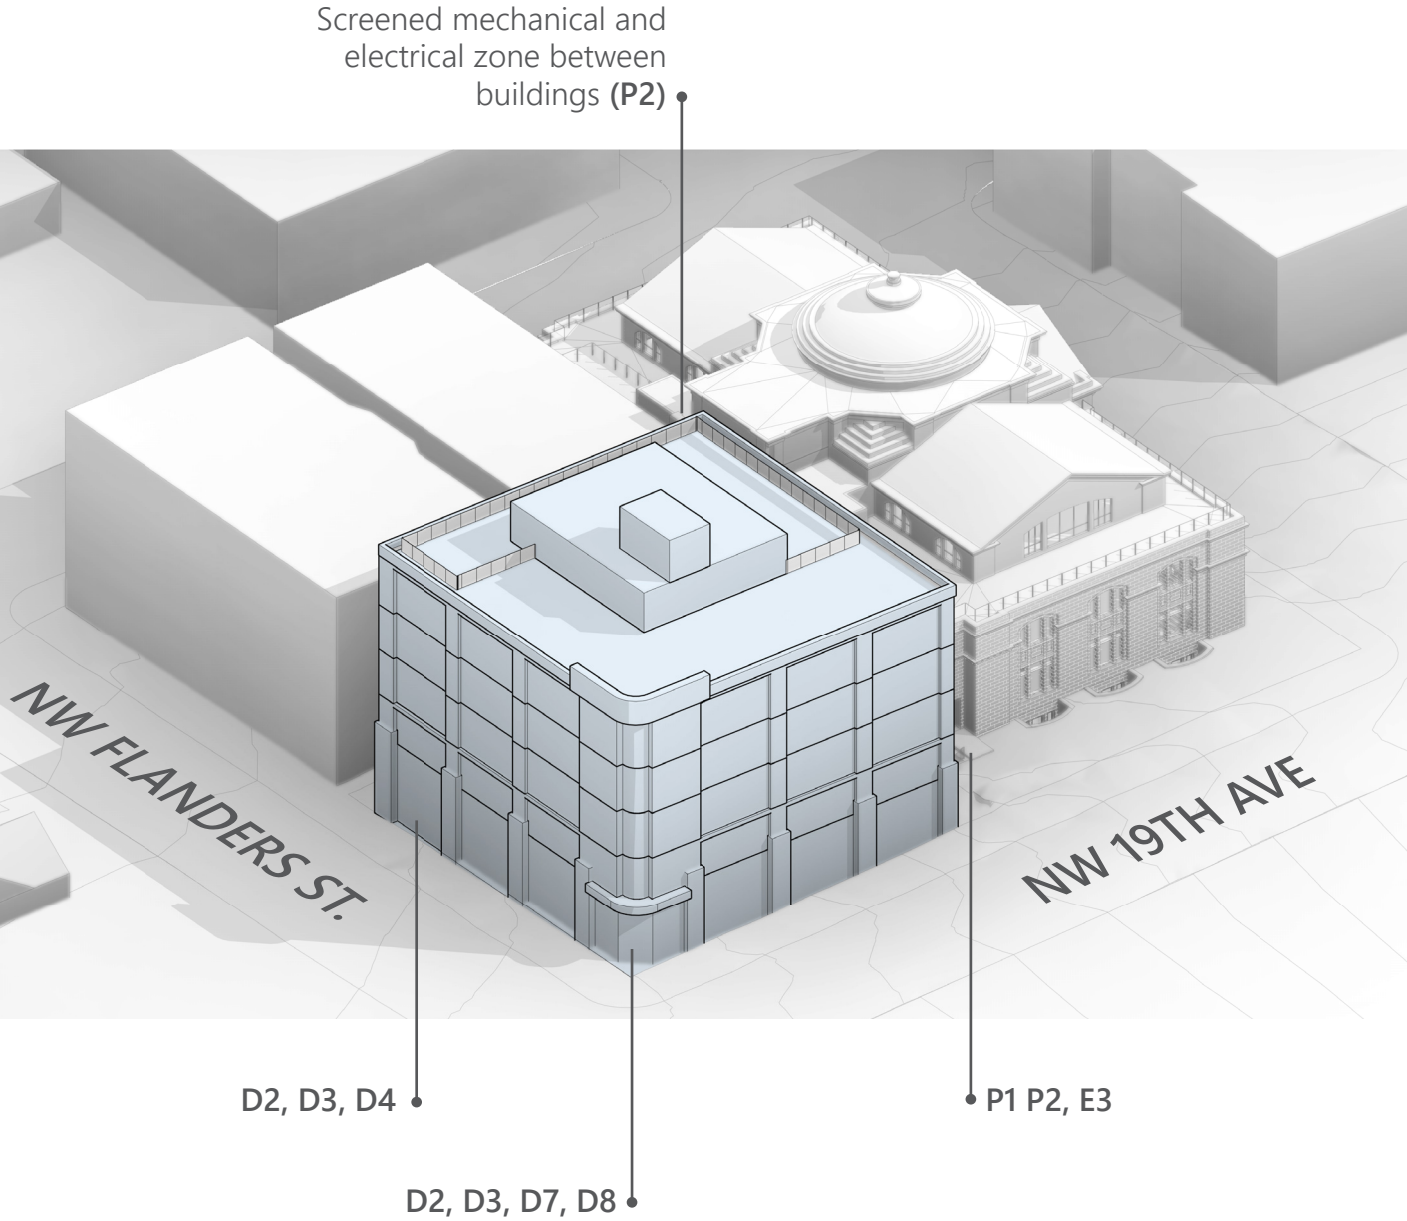 Screened mechanical and
electrical zone between
buildings (P2)
NW FLANDERS ST.
NW 19TH AVE
D2, D3, D4
P1 P2, E3
D2, D3, D7, D8